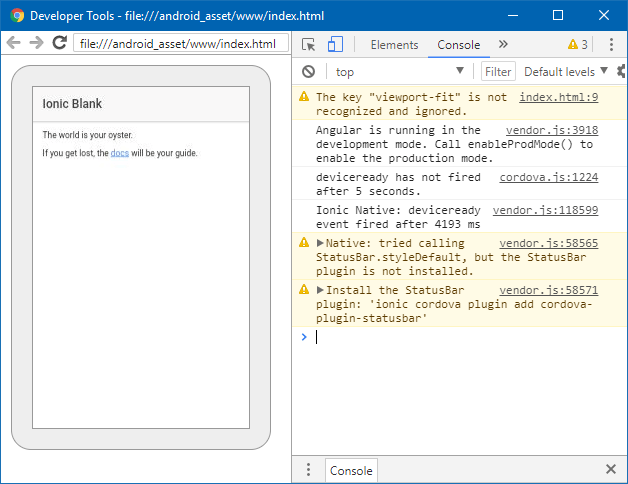 Developer Tools - file:///android_asset/www/index.html
file:///android_asset/www/index.html
Ionic Blank
The world is your oyster.
If you get lost, the docs will be your guide.
Elements Console 3
top Filter Default levels
The key "viewport-fit" is not index.html:9
recognized and ignored.
Angular is running in the vendor.js:3918
development mode. Call enableProdMode() to
enable the production mode.
deviceready has not fired cordova.js:1224
after 5 seconds.
Ionic Native: deviceready vendor.js:118599
event fired after 4193 ms
Native: tried calling vendor.js:58565
StatusBar.styleDefault, but the StatusBar
plugin is not installed.
Install the StatusBar vendor.js:58571
plugin: 'ionic cordova plugin add cordova-
plugin-statusbar'
Console